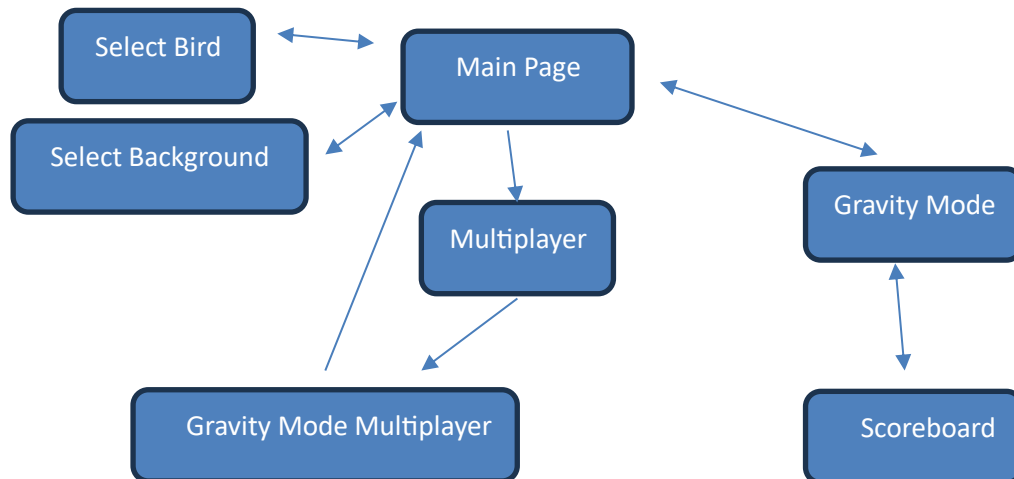 Select Bird
Main Page
Select Background
Gravity Mode
Multiplayer
Gravity Mode Multiplayer
Scoreboard